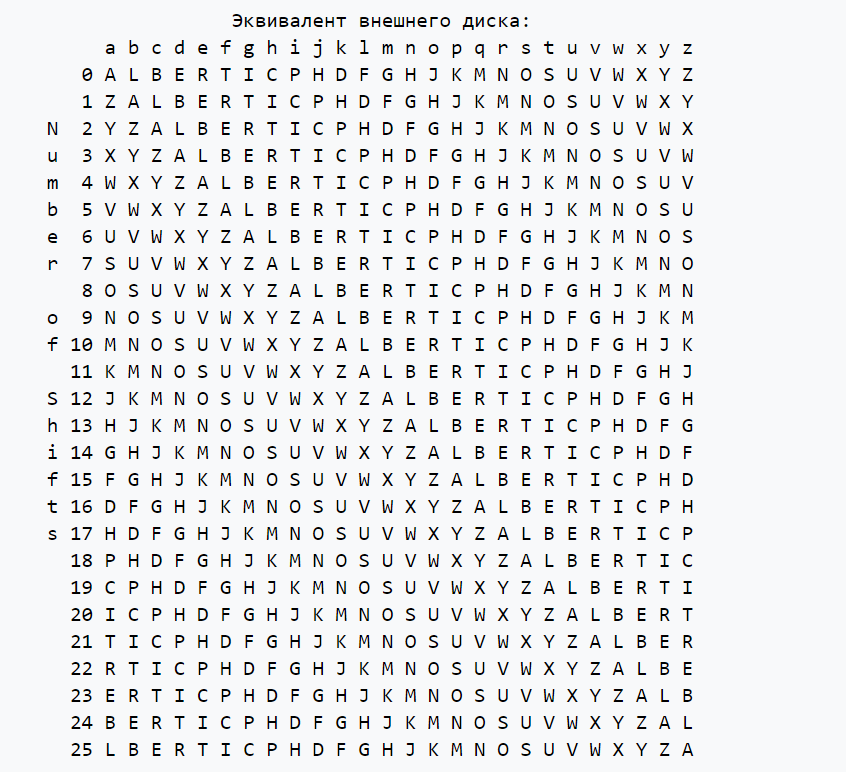 Эквивалент внешнего диска:
a b c d e f g h i j k l m n o p q r s t u v w x y z
0 A L B E R T I C P H D F G H J K M N O S U V W X Y Z
1 Z A L B E R T I C P H D F G H J K M N O S U V W X Y
N 2 Y Z A L B E R T I C P H D F G H J K M N O S U V W X
u 3 X Y Z A L B E R T I C P H D F G H J K M N O S U V W
m 4 W X Y Z A L B E R T I C P H D F G H J K M N O S U V
b 5 V W X Y Z A L B E R T I C P H D F G H J K M N O S U
e 6 U V W X Y Z A L B E R T I C P H D F G H J K M N O S
r 7 S U V W X Y Z A L B E R T I C P H D F G H J K M N O
8 O S U V W X Y Z A L B E R T I C P H D F G H J K M N
o 9 N O S U V W X Y Z A L B E R T I C P H D F G H J K M
f 10 M N O S U V W X Y Z A L B E R T I C P H D F G H J K
11 K M N O S U V W X Y Z A L B E R T I C P H D F G H J
S 12 J K M N O S U V W X Y Z A L B E R T I C P H D F G H
h 13 H J K M N O S U V W X Y Z A L B E R T I C P H D F G
i 14 G H J K M N O S U V W X Y Z A L B E R T I C P H D F
f 15 F G H J K M N O S U V W X Y Z A L B E R T I C P H D
t 16 D F G H J K M N O S U V W X Y Z A L B E R T I C P H
s 17 H D F G H J K M N O S U V W X Y Z A L B E R T I C P
18 P H D F G H J K M N O S U V W X Y Z A L B E R T I C
19 C P H D F G H J K M N O S U V W X Y Z A L B E R T I
20 I C P H D F G H J K M N O S U V W X Y Z A L B E R T
21 T I C P H D F G H J K M N O S U V W X Y Z A L B E R
22 R T I C P H D F G H J K M N O S U V W X Y Z A L B E
23 E R T I C P H D F G H J K M N O S U V W X Y Z A L B
24 B E R T I C P H D F G H J K M N O S U V W X Y Z A L
25 L B E R T I C P H D F G H J K M N O S U V W X Y Z A